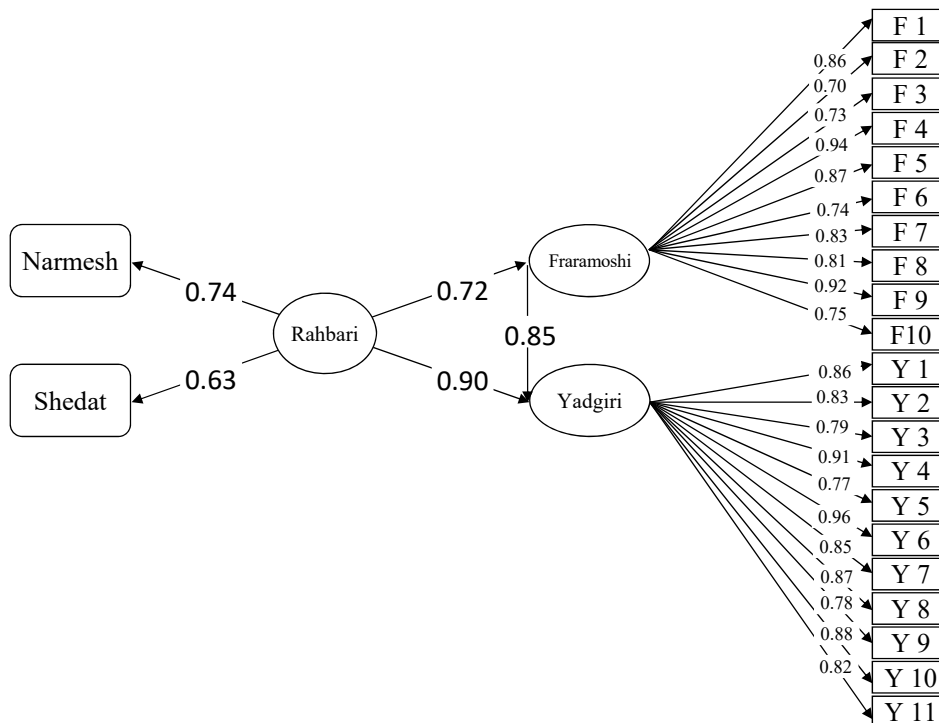 Narmesh
Shedat
0.74
0.63
Rahbari
0.72
0.90
0.85
Fraramoshi
Yadgiri
0.86
0.70
0.73
0.94
0.87
0.74
0.83
0.81
0.92
0.75
F 1
F 2
F 3
F 4
F 5
F 6
F 7
F 8
F 9
F10
0.86
0.83
0.79
0.91
0.77
0.96
0.85
0.87
0.78
0.88
0.82
Y 1
Y 2
Y 3
Y 4
Y 5
Y 6
Y 7
Y 8
Y 9
Y 10
Y 11